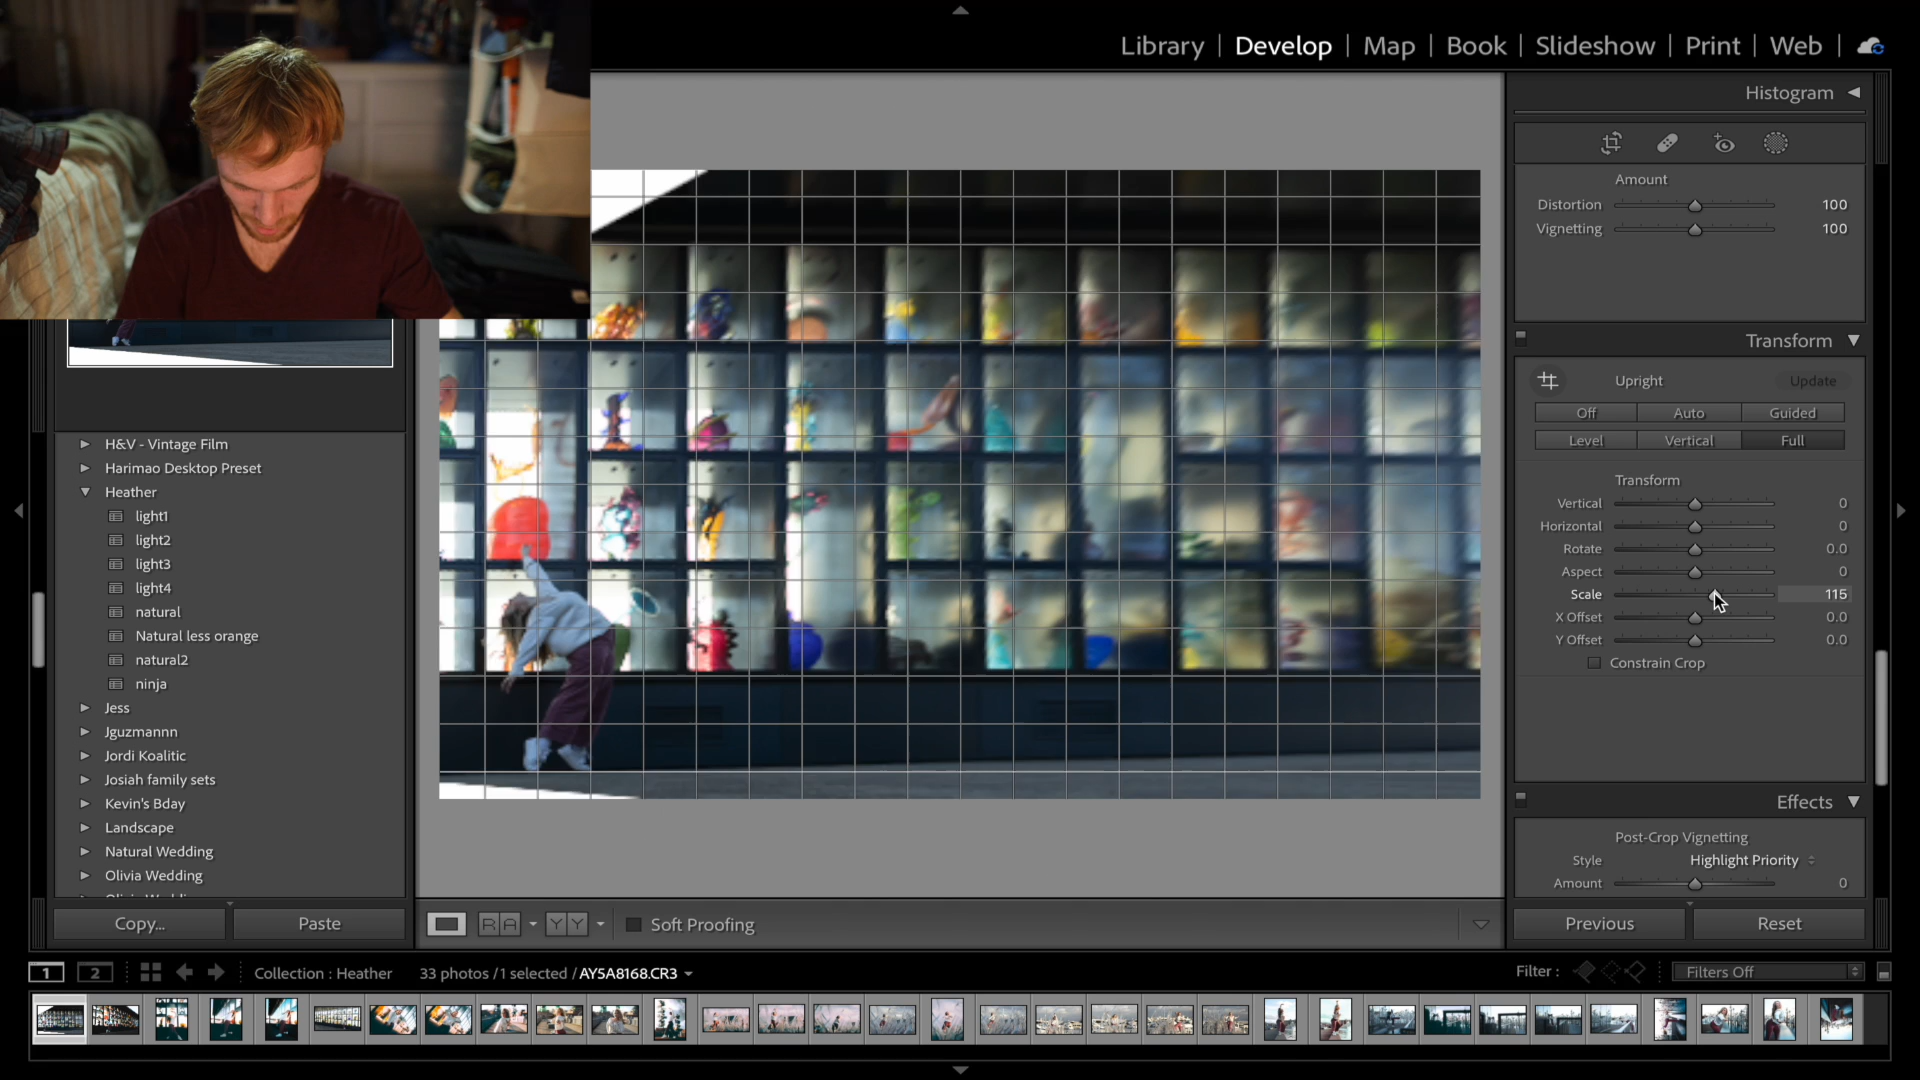 Library | Develop | Map | Book | Slideshow | Print | Web |
Histogram
Amount
Distortion 100
Vignetting 100
Transform
Upright Update
Off Auto Guided
Level Vertical Full
Transform
Vertical 0
Horizontal 0
Rotate 0.0
Aspect 0
Scale 115
X Offset 0.0
Y Offset 0.0
Constrain Crop
Effects
Post-Crop Vignetting
Style Highlight Priority
Amount 0
Previous Reset
H&V - Vintage Film
Harimao Desktop Preset
Heather
light1
light2
light3
light4
natural
Natural less orange
natural2
ninja
Jess
Jguzmannn
Jordi Koalitic
Josiah family sets
Kevin's Bday
Landscape
Natural Wedding
Olivia Wedding
Copy... Paste
R A Y Y Soft Proofing
1 2 Collection : Heather 33 photos /1 selected /AY5A8168.CR3 Filter : Filters Off